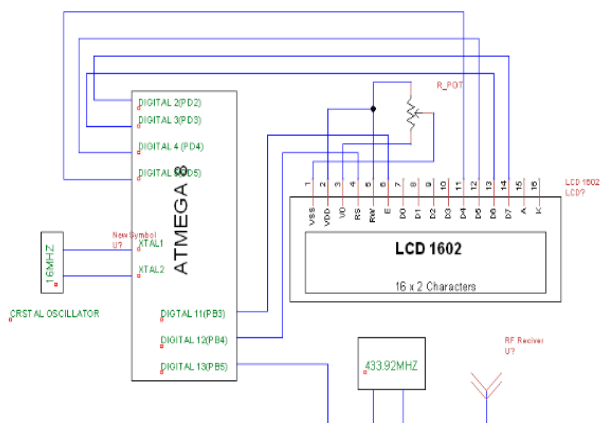 DIGITAL 2(PD2)
DIGITAL 3(PD3)
DIGITAL 4 (PD4)
DIGITAL 5(PD5)
ATMEGA 8
New Symbol
U?
XTAL1
XTAL2
16MHZ
CRSTAL OSCILLATOR
DIGTAL 11(PB3)
DIGITAL 12(PB4)
DIGITAL 13(PB5)
R_POT
1 2 3 4 5 6 7 8 9 10 11 12 13 14 15 16
VSS VDD VO RS RW E D0 D1 D2 D3 D4 D5 D6 D7 A K
LCD 1602
LCD?
LCD 1602
16 x 2 Characters
433.92MHZ
RF Reciver
U?